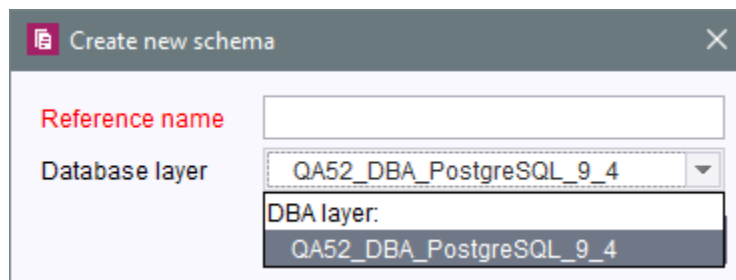 Create new schema
Reference name
Database layer QA52_DBA_PostgreSQL_9_4
DBA layer:
QA52_DBA_PostgreSQL_9_4